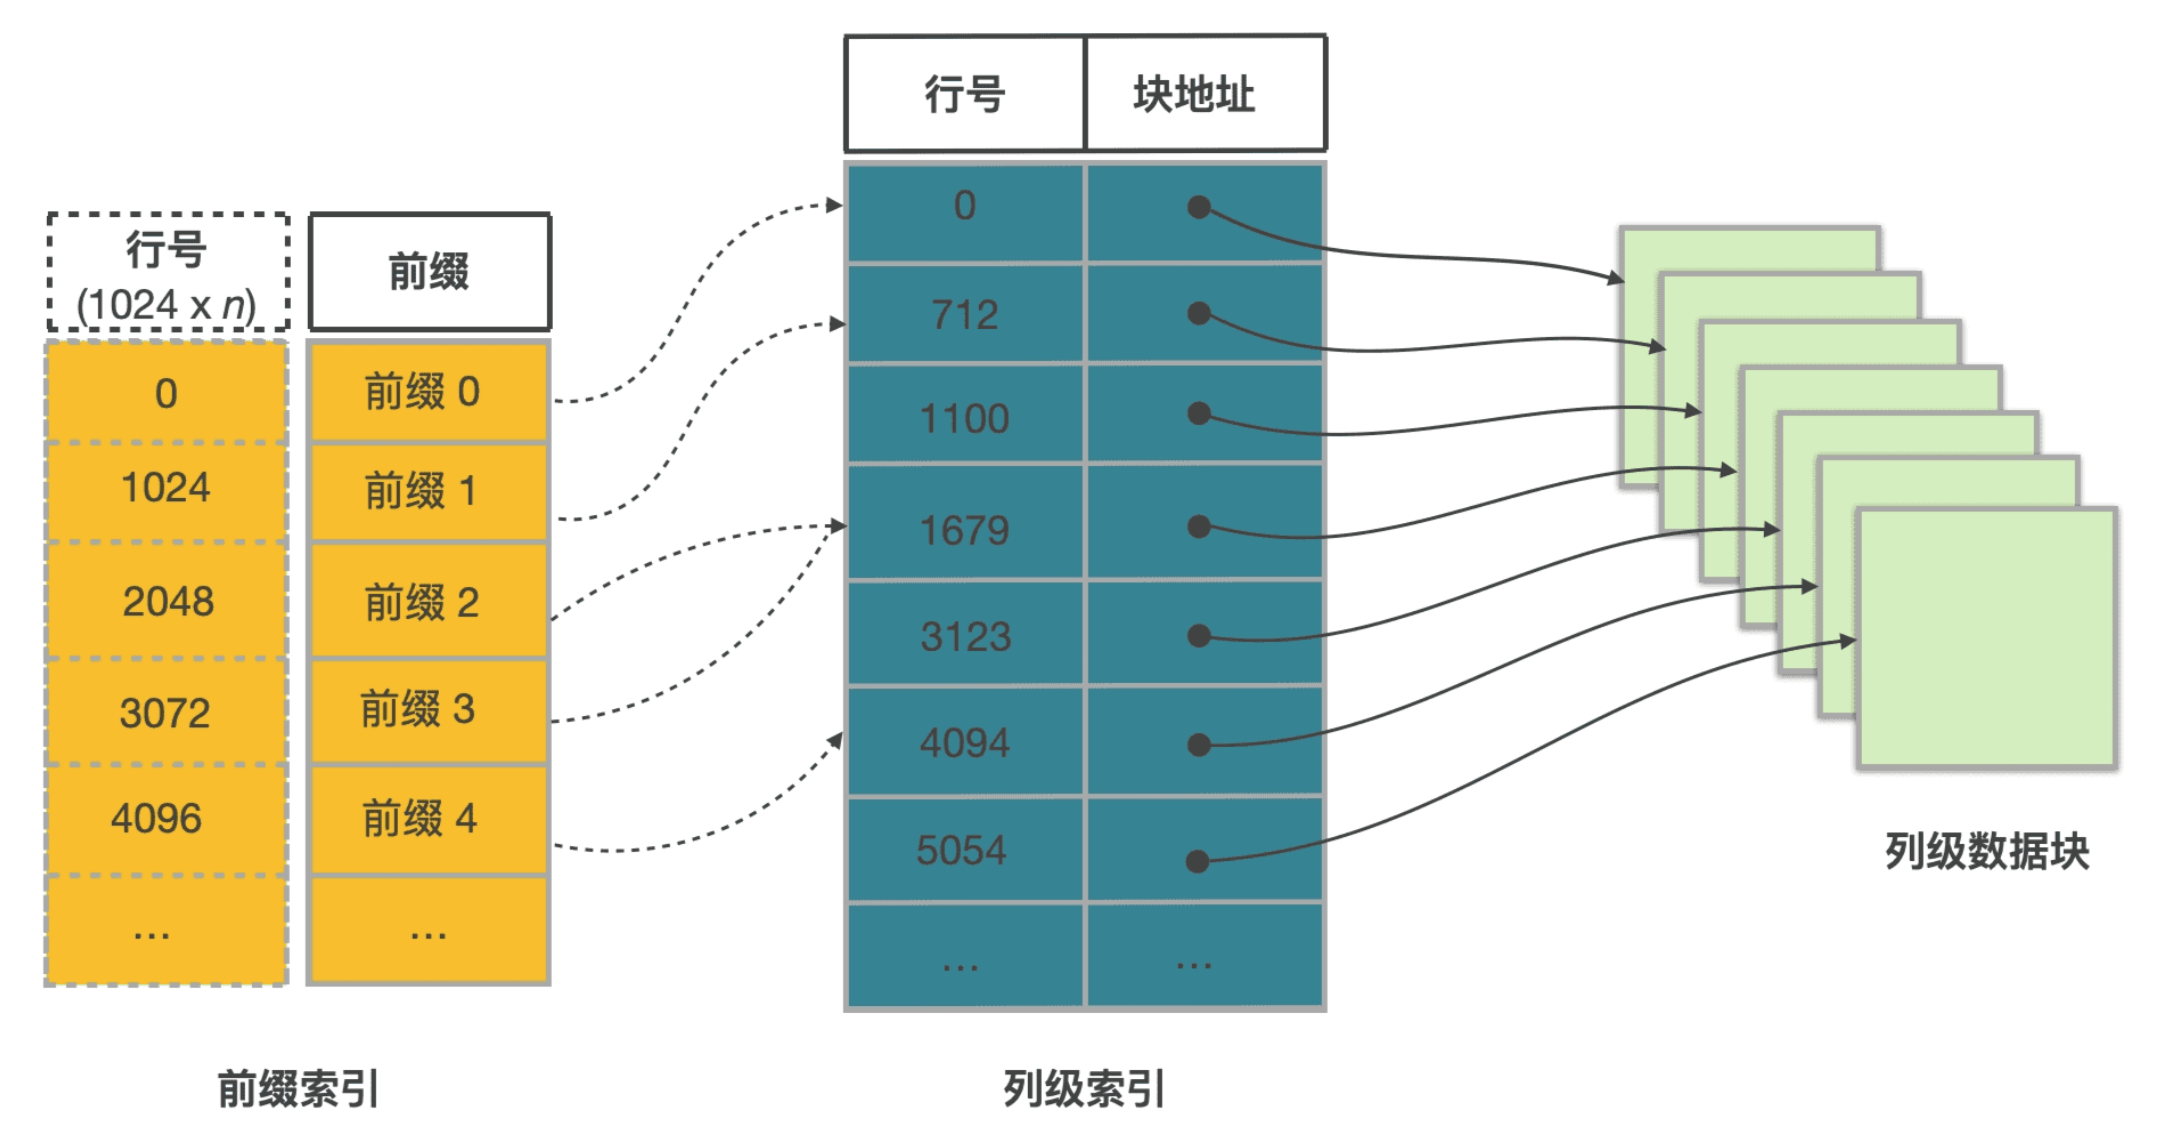 行号 块地址
行号
(1024 x n)
前缀
0 前缀 0
1024 前缀 1
2048 前缀 2
3072 前缀 3
4096 前缀 4
... ...
0
712
1100
1679
3123
4094
5054
... ...
列级数据块
前缀索引
列级索引